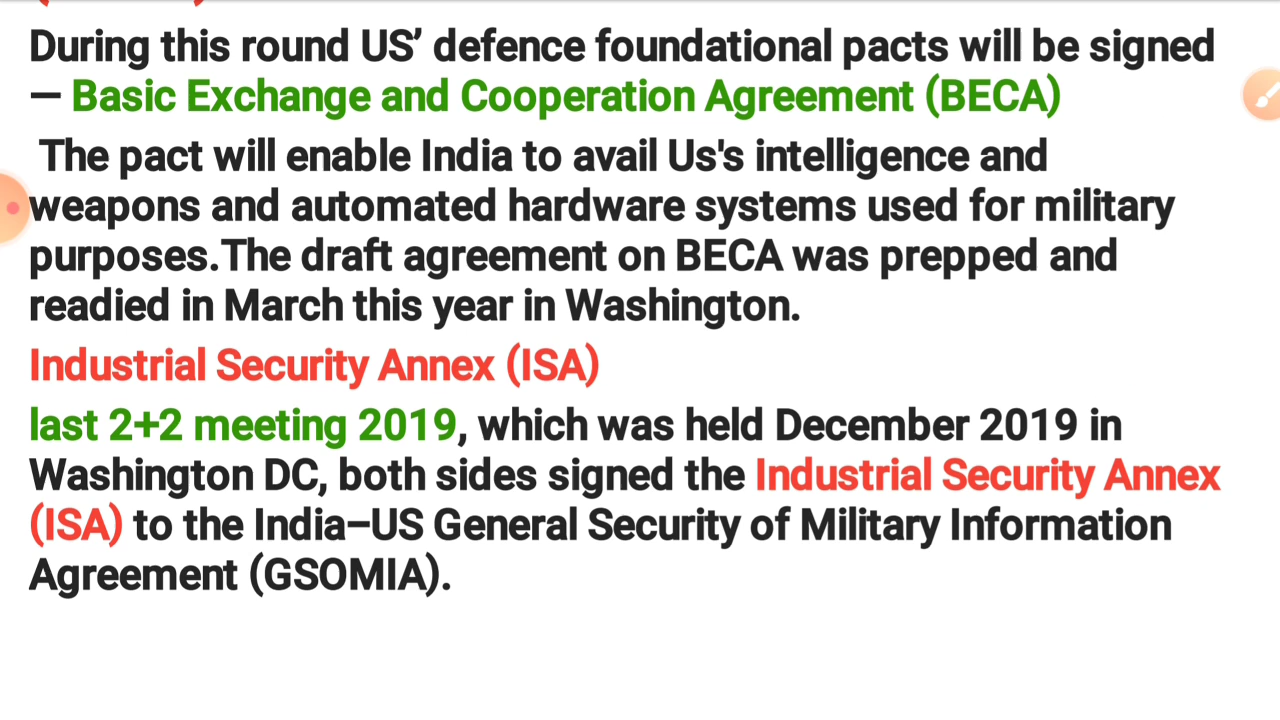 During this round US’ defence foundational pacts will be signed
– Basic Exchange and Cooperation Agreement (BECA)
The pact will enable India to avail Us's intelligence and
weapons and automated hardware systems used for military
purposes.The draft agreement on BECA was prepped and
readied in March this year in Washington.
Industrial Security Annex (ISA)
last 2+2 meeting 2019, which was held December 2019 in
Washington DC, both sides signed the Industrial Security Annex
(ISA) to the India–US General Security of Military Information
Agreement (GSOMIA).